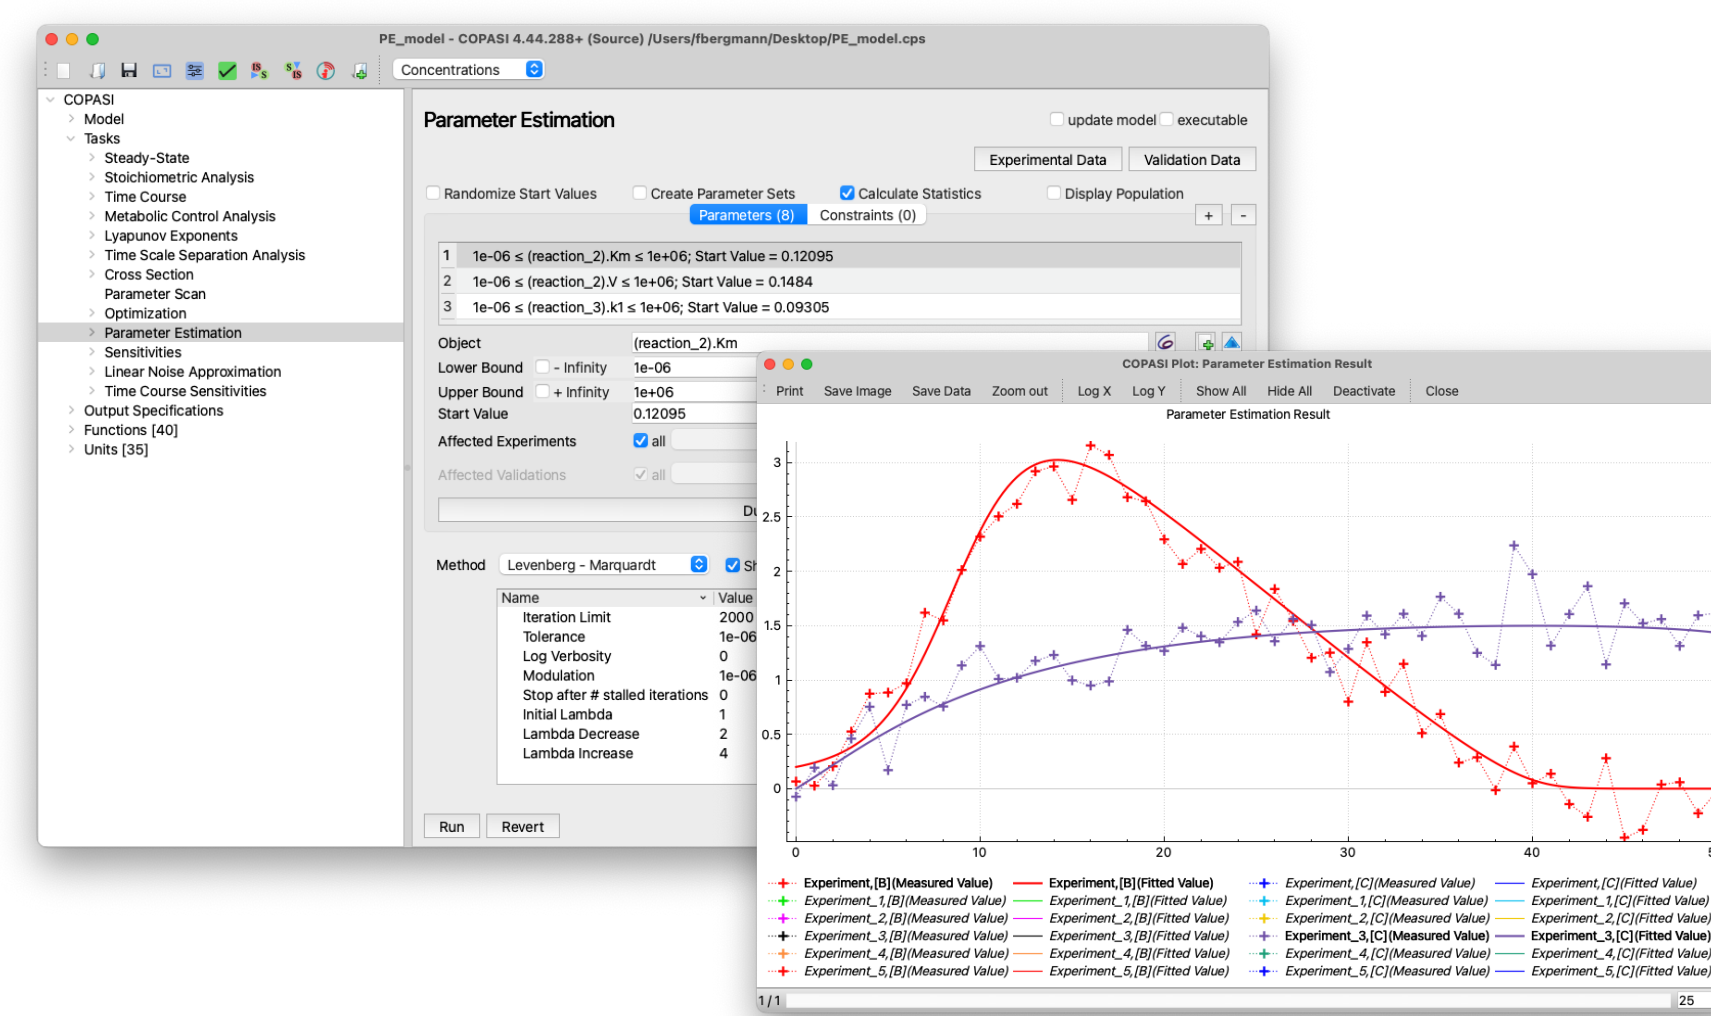 PE_model - COPASI 4.44.288+ (Source) /Users/fbergmann/Desktop/PE_model.cps
Concentrations
COPASI
Model
Tasks
Steady-State
Stoichiometric Analysis
Time Course
Metabolic Control Analysis
Lyapunov Exponents
Time Scale Separation Analysis
Cross Section
Parameter Scan
Optimization
Parameter Estimation
Sensitivities
Linear Noise Approximation
Time Course Sensitivities
Output Specifications
Functions [40]
Units [35]
Parameter Estimation
update model executable
Experimental Data Validation Data
Randomize Start Values Create Parameter Sets Calculate Statistics Display Population
Parameters (8) Constraints (0) + -
1 1e-06 ≤ (reaction_2).Km ≤ 1e+06; Start Value = 0.12095
2 1e-06 ≤ (reaction_2).V ≤ 1e+06; Start Value = 0.1484
3 1e-06 ≤ (reaction_3).k1 ≤ 1e+06; Start Value = 0.09305
Object (reaction_2).Km
Lower Bound - Infinity 1e-06
Upper Bound + Infinity 1e+06
Start Value 0.12095
Affected Experiments all
Affected Validations all
Method Levenberg - Marquardt
Name Value
Iteration Limit 2000
Tolerance 1e-06
Log Verbosity 0
Modulation 1e-06
Stop after # stalled iterations 0
Initial Lambda 1
Lambda Decrease 2
Lambda Increase 4
Run Revert
COPASI Plot: Parameter Estimation Result
Print Save Image Save Data Zoom out Log X Log Y Show All Hide All Deactivate Close
Parameter Estimation Result
3
2.5
2
1.5
1
0.5
0
0 10 20 30 40
Experiment,[B](Measured Value) Experiment,[B](Fitted Value) Experiment,[C](Measured Value) Experiment,[C](Fitted Value)
Experiment_1,[B](Measured Value) Experiment_1,[B](Fitted Value) Experiment_1,[C](Measured Value) Experiment_1,[C](Fitted Value)
Experiment_2,[B](Measured Value) Experiment_2,[B](Fitted Value) Experiment_2,[C](Measured Value) Experiment_2,[C](Fitted Value)
Experiment_3,[B](Measured Value) Experiment_3,[B](Fitted Value) Experiment_3,[C](Measured Value) Experiment_3,[C](Fitted Value)
Experiment_4,[B](Measured Value) Experiment_4,[B](Fitted Value) Experiment_4,[C](Measured Value) Experiment_4,[C](Fitted Value)
Experiment_5,[B](Measured Value) Experiment_5,[B](Fitted Value) Experiment_5,[C](Measured Value) Experiment_5,[C](Fitted Value)
1 / 1 25